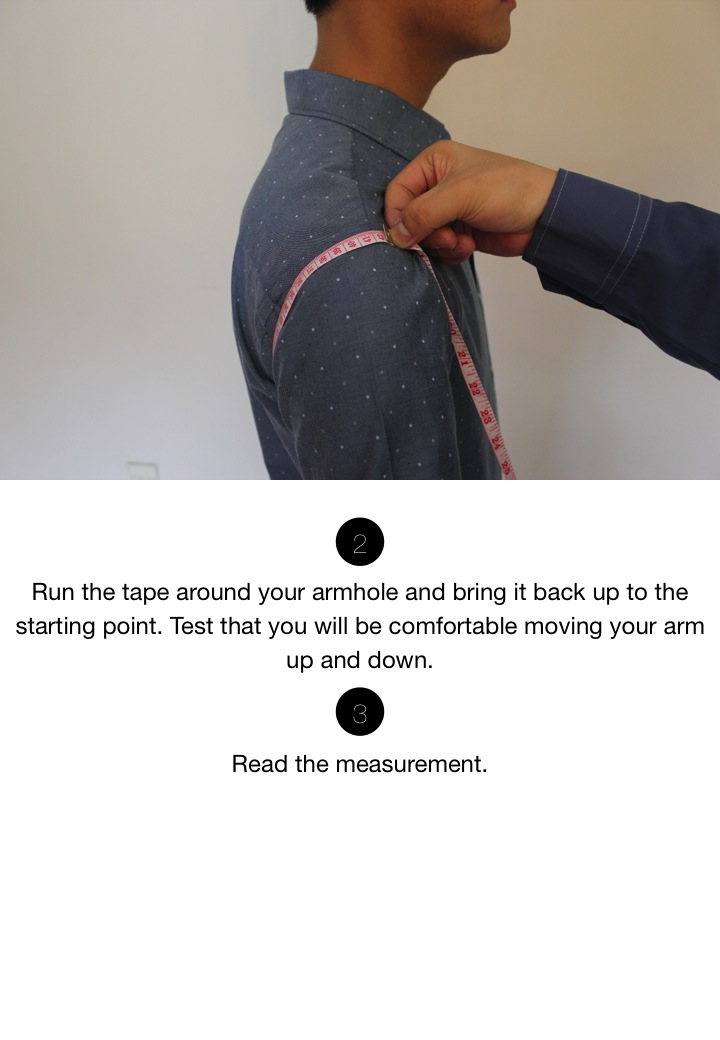 2
Run the tape around your armhole and bring it back up to the
starting point. Test that you will be comfortable moving your arm
up and down.
3
Read the measurement.